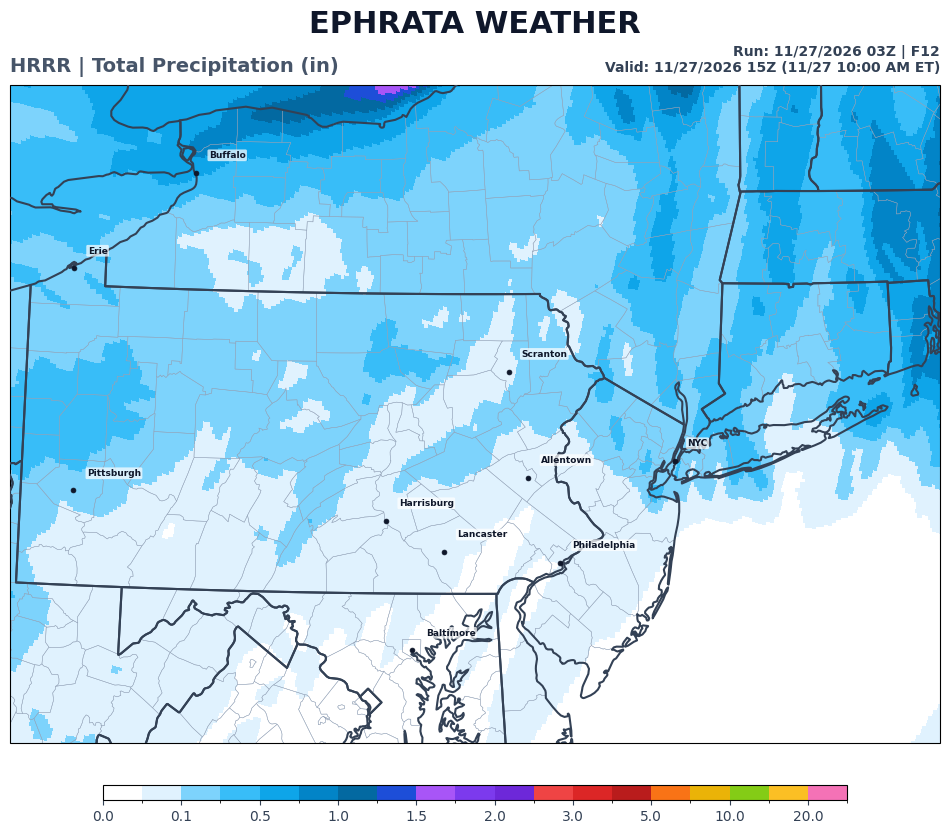 EPHRATA WEATHER
HRRR | Total Precipitation (in)
Run: 11/27/2026 03Z | F12
Valid: 11/27/2026 15Z (11/27 10:00 AM ET)
Buffalo
Erie
Scranton
NYC
Allentown
Pittsburgh
Harrisburg
Lancaster
Philadelphia
Baltimore
0.0 0.1 0.5 1.0 1.5 2.0 3.0 5.0 10.0 20.0